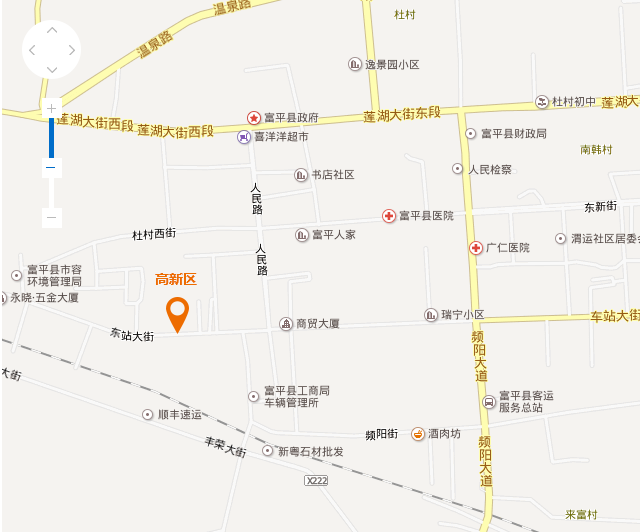 温泉路
杜村
温泉路
逸景园小区
杜村初中
莲湖大
莲湖大街东段
富平县政府
莲湖大街西段
莲湖大街西段
喜洋洋超市
富平县财政局
南韩村
人民检察
书店社区
人民路
东新街
富平县医院
杜村西街
富平人家
渭运社区居委会
广仁医院
人民路
富平县市容
环境管理局
高新区
永晓·五金大厦
瑞宁小区
车站大街
商贸大厦
东站大街
频阳大道
大街
富平县工商局
车辆管理所
富平县客运
服务总站
顺丰速运
频阳街
酒肉坊
丰荣大街
新粤石材批发
频阳大道
X222
来富村